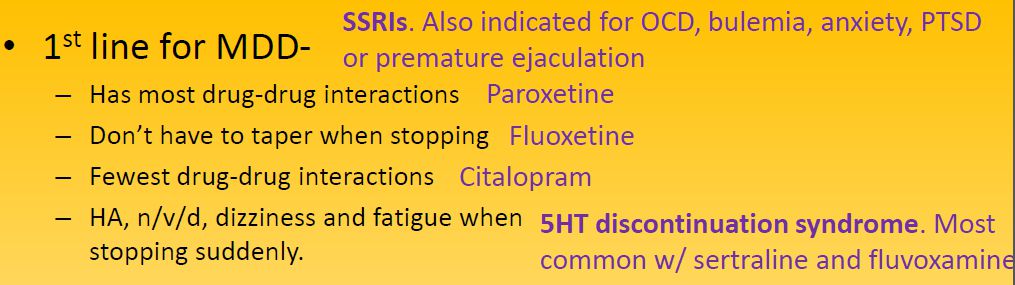 • 1st line for MDD- SSRIs. Also indicated for OCD, bulemia, anxiety, PTSD
or premature ejaculation
– Has most drug-drug interactions Paroxetine
– Don't have to taper when stopping Fluoxetine
– Fewest drug-drug interactions Citalopram
– HA, n/v/d, dizziness and fatigue when
stopping suddenly.
5HT discontinuation syndrome. Most
common w/ sertraline and fluvoxamine